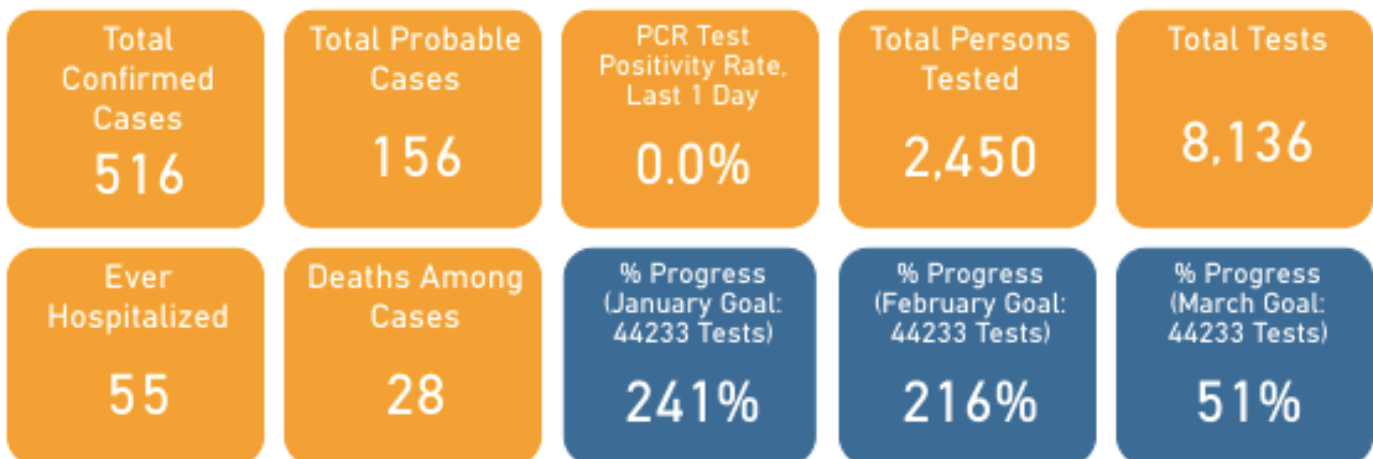 Total
Confirmed
Cases
516
Total Probable
Cases
156
PCR Test
Positivity Rate,
Last 1 Day
0.0%
Total Persons
Tested
2,450
Total Tests
8,136
Ever
Hospitalized
55
Deaths Among
Cases
28
% Progress
(January Goal:
44233 Tests)
241%
% Progress
(February Goal:
44233 Tests)
216%
% Progress
(March Goal:
44233 Tests)
51%